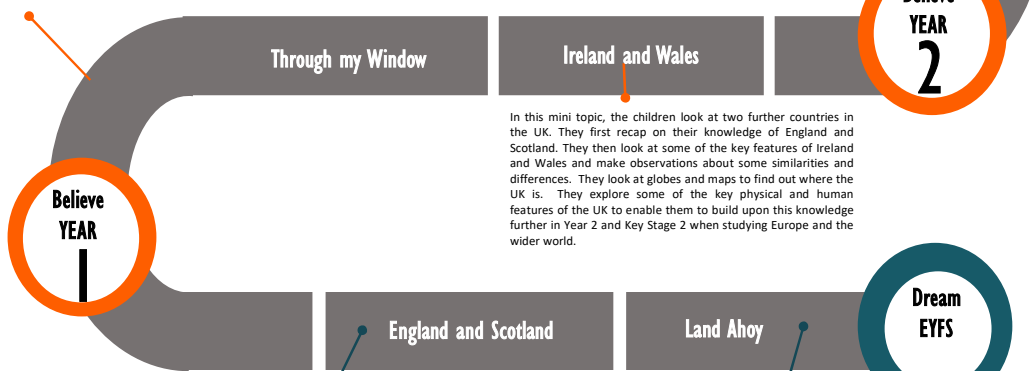 Believe
YEAR
2
Through my Window
Ireland and Wales
In this mini topic, the children look at two further countries in
the UK. They first recap on their knowledge of England and
Scotland. They then look at some of the key features of Ireland
and Wales and make observations about some similarities and
differences. They look at globes and maps to find out where the
UK is. They explore some of the key physical and human
features of the UK to enable them to build upon this knowledge
further in Year 2 and Key Stage 2 when studying Europe and the
wider world.
Believe
YEAR
1
England and Scotland
Land Ahoy
Dream
EYFS